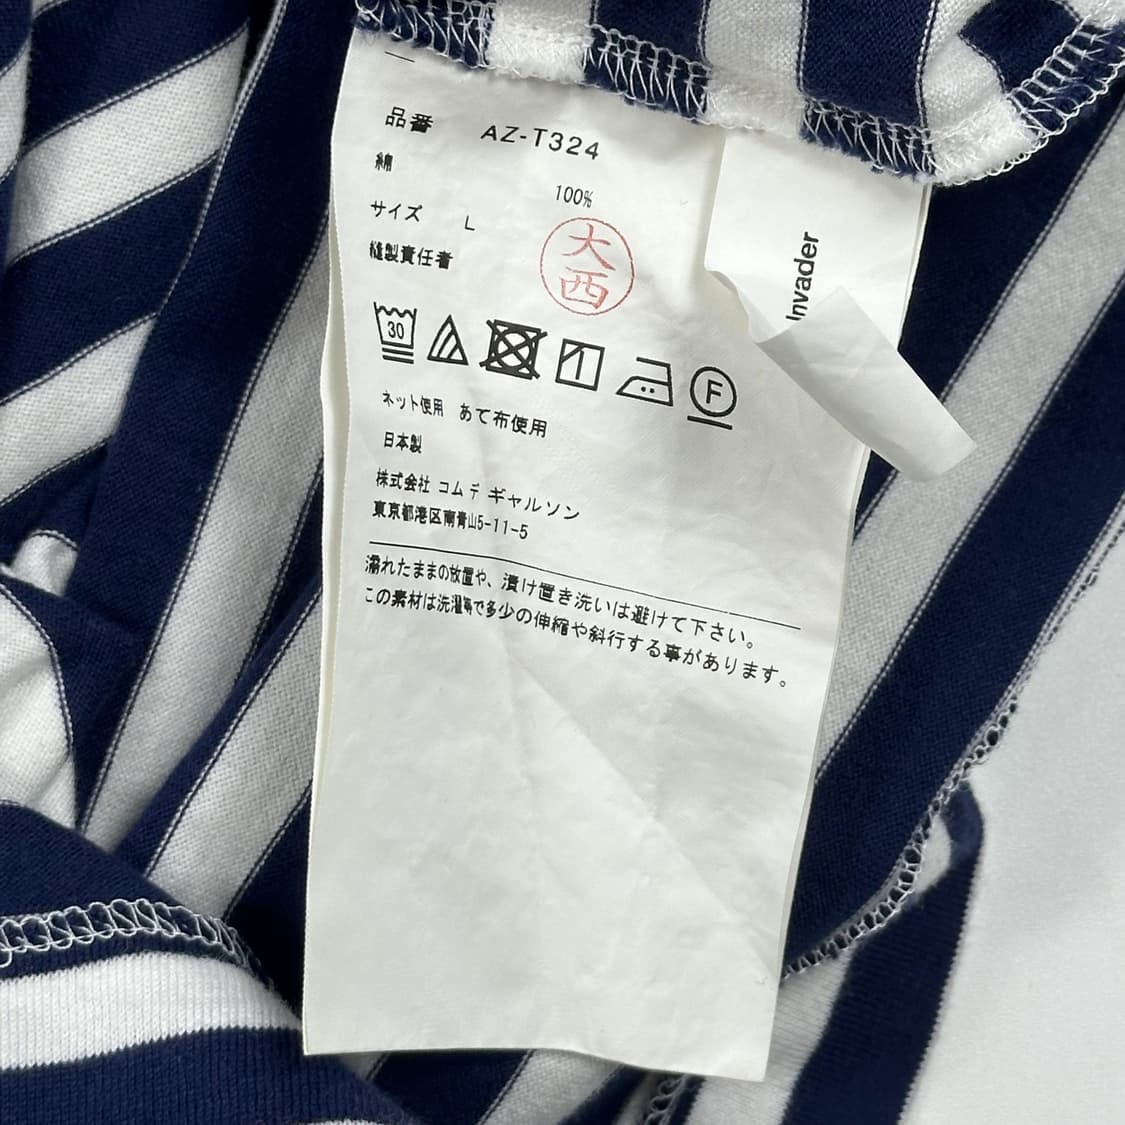 品番 AZ-T324
綿 100%
サイズ L
縫製責任者 大西
30
F
ネット使用 あて布使用
日本製
株式会社 コム デ ギャルソン
東京都港区南青山5-11-5
濡れたままの放置や、漬け置き洗いは避けて下さい。
この素材は洗濯等で多少の伸縮や斜行する事があります。
Invader